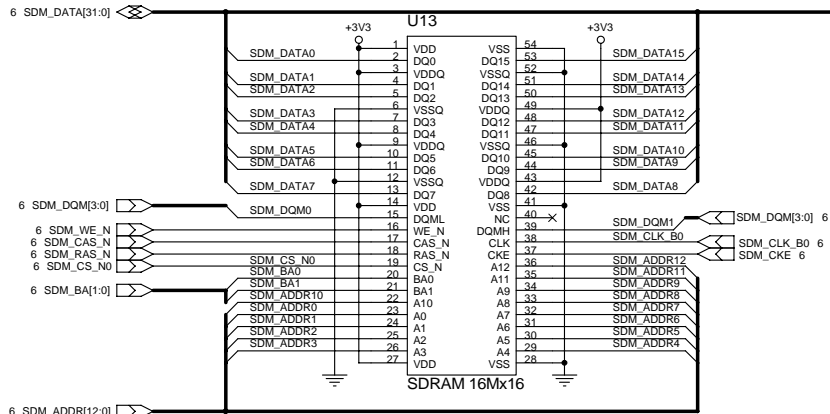 6 SDM_DATA[31:0]
U13
+3V3
+3V3
SDM_DATA0
SDM_DATA1
SDM_DATA2
SDM_DATA3
SDM_DATA4
SDM_DATA5
SDM_DATA6
SDM_DATA7
6 SDM_DQM[3:0]
SDM_DQM0
6 SDM_WE_N
6 SDM_CAS_N
6 SDM_RAS_N
6 SDM_CS_N0
SDM_CS_N0
SDM_BA0
6 SDM_BA[1:0]
SDM_BA1
SDM_ADDR10
SDM_ADDR0
SDM_ADDR1
SDM_ADDR2
SDM_ADDR3
6 SDM_ADDR[12:0]
1 VDD VSS 54
2 DQ0 DQ15 53
3 VDDQ VSSQ 52
4 DQ1 DQ14 51
5 DQ2 DQ13 50
6 VSSQ VDDQ 49
7 DQ3 DQ12 48
8 DQ4 DQ11 47
9 VDDQ VSSQ 46
10 DQ5 DQ10 45
11 DQ6 DQ9 44
12 VSSQ VDDQ 43
13 DQ7 DQ8 42
14 VDD VSS 41
15 DQML NC 40
16 WE_N DQMH 39
17 CAS_N CLK 38
18 RAS_N CKE 37
19 CS_N A12 36
20 BA0 A11 35
21 BA1 A9 34
22 A10 A8 33
23 A0 A7 32
24 A1 A6 31
25 A2 A5 30
26 A3 A4 29
27 VDD VSS 28
SDRAM 16Mx16
SDM_DATA15
SDM_DATA14
SDM_DATA13
SDM_DATA12
SDM_DATA11
SDM_DATA10
SDM_DATA9
SDM_DATA8
SDM_DQM1
SDM_DQM[3:0] 6
SDM_CLK_B0
SDM_CLK_B0 6
SDM_CKE 6
SDM_ADDR12
SDM_ADDR11
SDM_ADDR9
SDM_ADDR8
SDM_ADDR7
SDM_ADDR6
SDM_ADDR5
SDM_ADDR4